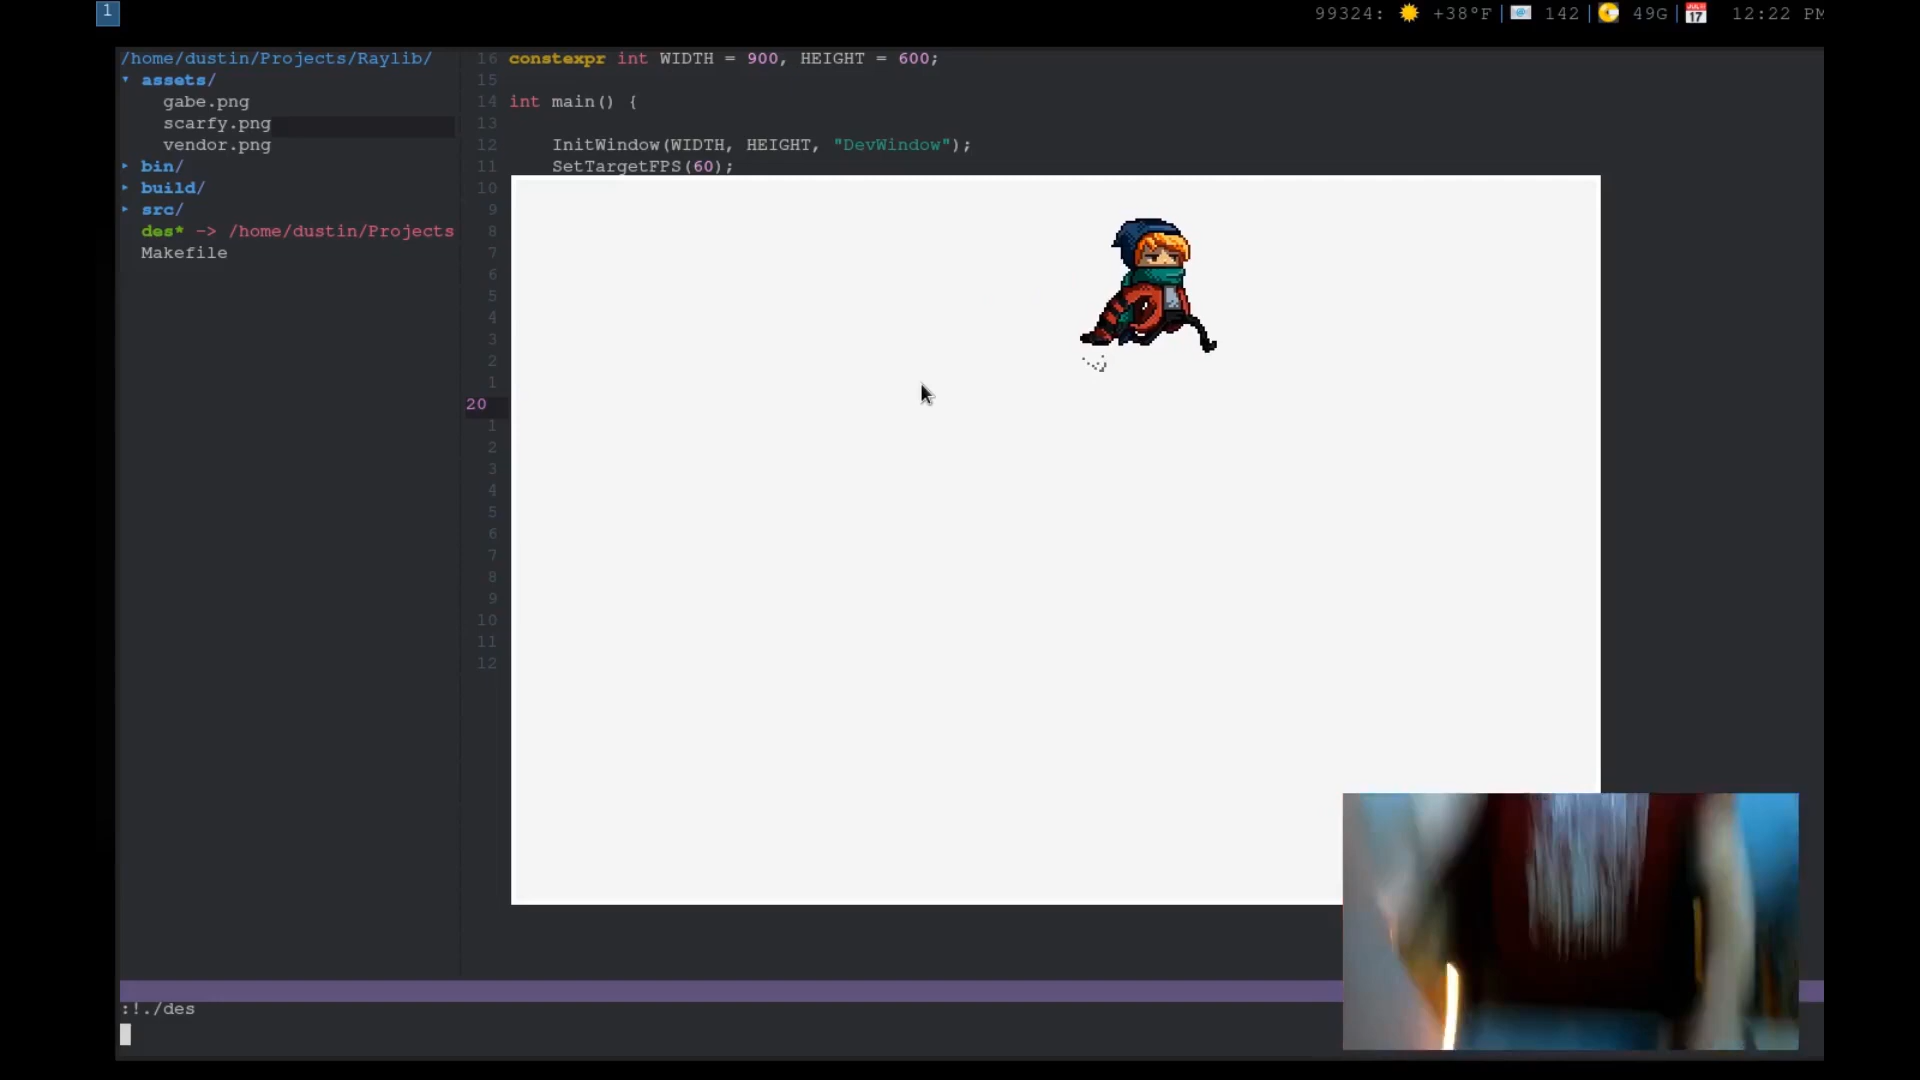 1
99324: +38°F| 142 | 49G| JULY 17 12:22 PM
/home/dustin/Projects/Raylib/
▾ assets/
gabe.png
scarfy.png
vendor.png
▸ bin/
▸ build/
▸ src/
des* -> /home/dustin/Projects
Makefile
16 constexpr int WIDTH = 900, HEIGHT = 600;
15
14 int main() {
13
12 InitWindow(WIDTH, HEIGHT, "DevWindow");
11 SetTargetFPS(60);
10
9
8
7
6
5
4
3
2
1
20
1
2
3
4
5
6
7
8
9
10
11
12
:!./des